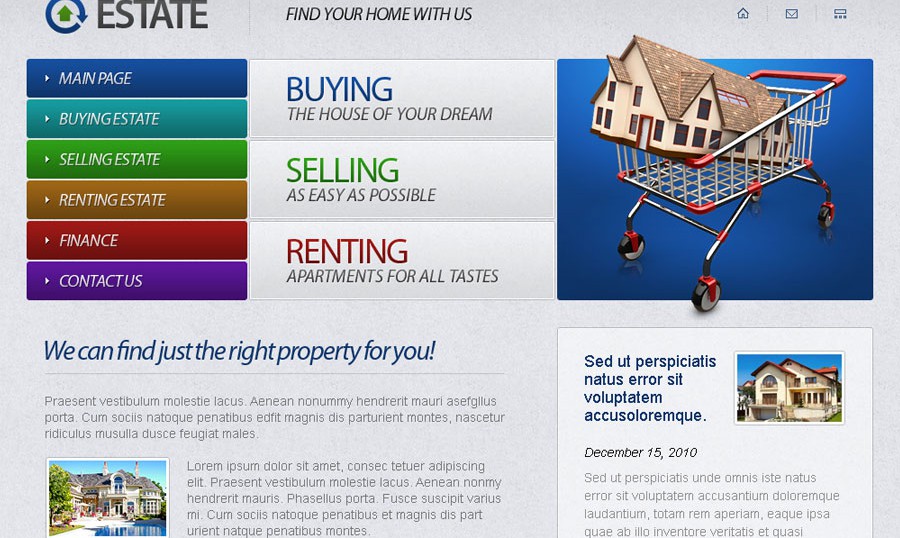 ESTATE
FIND YOUR HOME WITH US
MAIN PAGE
BUYING ESTATE
SELLING ESTATE
RENTING ESTATE
FINANCE
CONTACT US
BUYING
THE HOUSE OF YOUR DREAM
SELLING
AS EASY AS POSSIBLE
RENTING
APARTMENTS FOR ALL TASTES
We can find just the right property for you!
Praesent vestibulum molestie lacus. Aenean nonummy hendrerit mauri asefgllus
porta. Cum sociis natoque penatibus edfit magnis dis parturient montes, nascetur
ridiculus musulla dusce feugiat males.
Lorem ipsum dolor sit amet, consec tetuer adipiscing
elit. Praesent vestibulum molestie lacus. Aenean nonmy
hendrerit mauris. Phasellus porta. Fusce suscipit varius
mi. Cum sociis natoque penatibus et magnis dis part
urient natque penatibus montes.
Sed ut perspiciatis
natus error sit
voluptatem
accusoloremque.
December 15, 2010
Sed ut perspiciatis unde omnis iste natus
error sit voluptatem accusantium doloremque
laudantium, totam rem aperiam, eaque ipsa
quae ab illo inventore veritatis et quasi